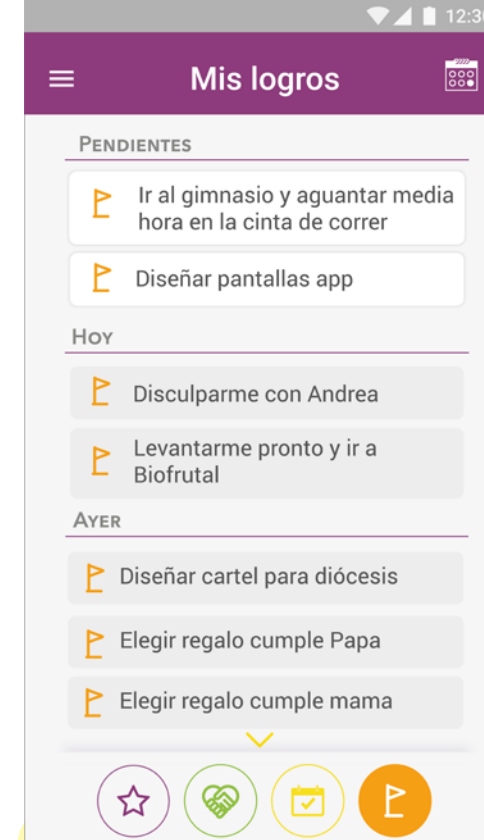 12:30
Mis logros
PENDIENTES
Ir al gimnasio y aguantar media
hora en la cinta de correr
Diseñar pantallas app
HOY
Disculparme con Andrea
Levantarme pronto y ir a
Biofrutal
AYER
Diseñar cartel para diócesis
Elegir regalo cumple Papa
Elegir regalo cumple mama